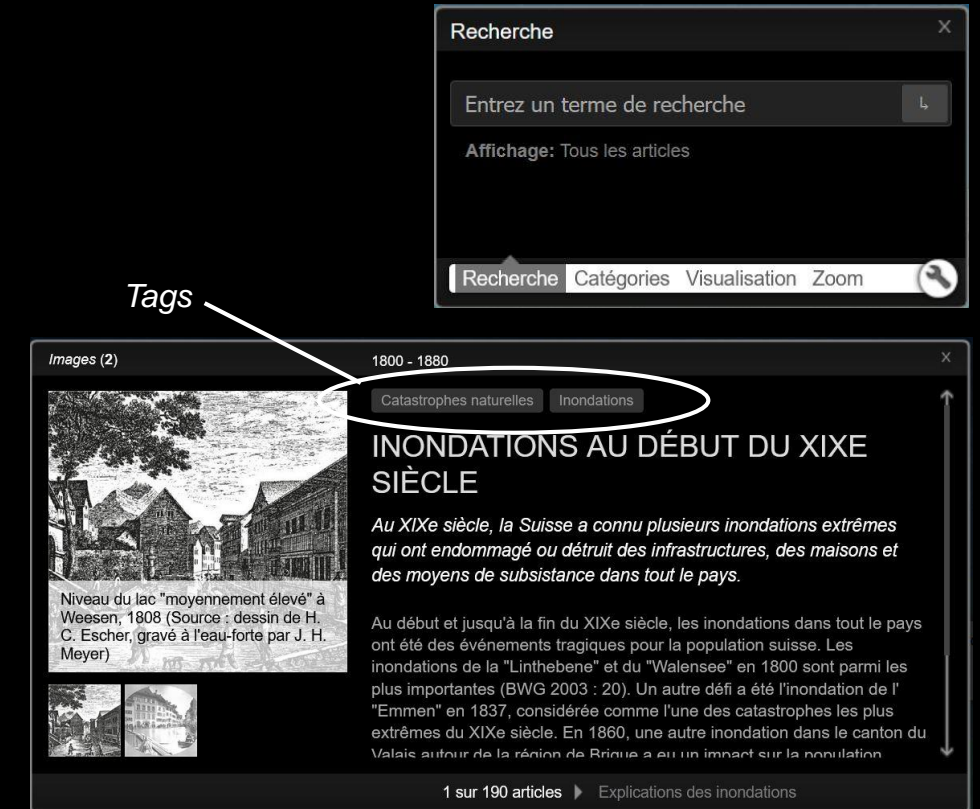 Recherche
X
Entrez un terme de recherche
Affichage: Tous les articles
Recherche Catégories Visualisation Zoom
Tags
Images (2)
1800 - 1880
X
Catastrophes naturelles Inondations
INONDATIONS AU DÉBUT DU XIXE
SIÈCLE
Au XIXe siècle, la Suisse a connu plusieurs inondations extrêmes
qui ont endommagé ou détruit des infrastructures, des maisons et
des moyens de subsistance dans tout le pays.
Niveau du lac "moyennement élevé" à
Weesen, 1808 (Source : dessin de H.
C. Escher, gravé à l'eau-forte par J. H.
Meyer)
Au début et jusqu'à la fin du XIXe siècle, les inondations dans tout le pays
ont été des événements tragiques pour la population suisse. Les
inondations de la "Linthebene" et du "Walensee" en 1800 sont parmi les
plus importantes (BWG 2003 : 20). Un autre défi a été l'inondation de l'
"Emmen" en 1837, considérée comme l'une des catastrophes les plus
extrêmes du XIXe siècle. En 1860, une autre inondation dans le canton du
Valais autour de la région de Brigue a eu un impact sur la population
1 sur 190 articles Explications des inondations